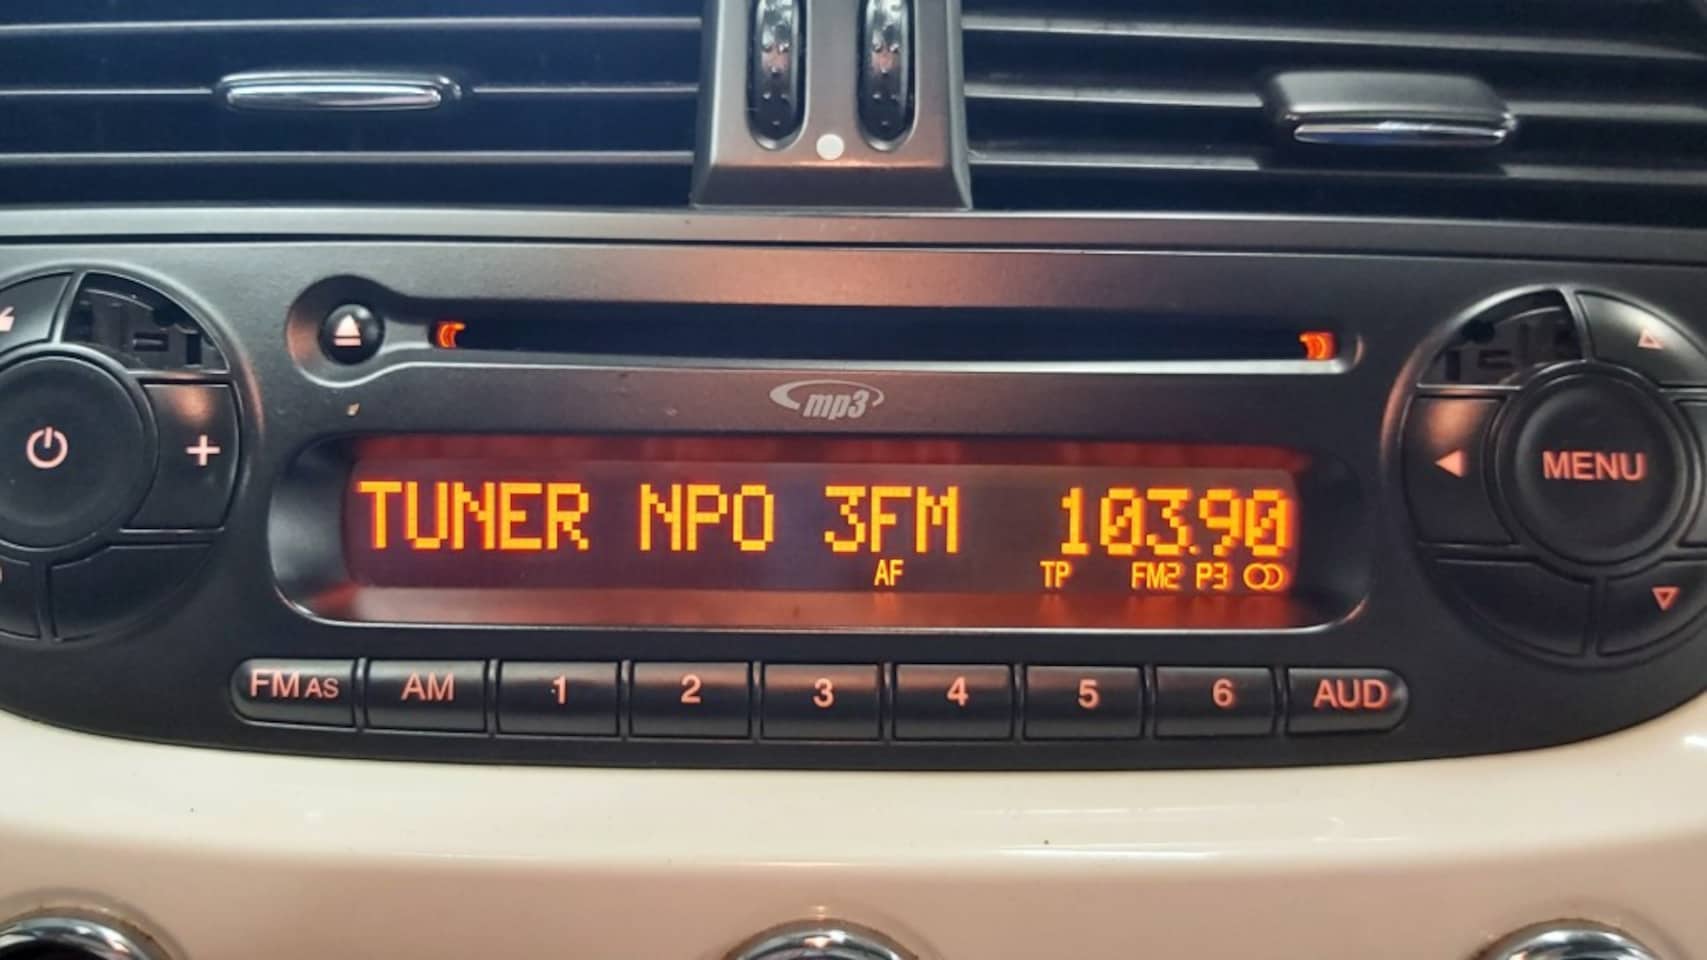 mp3
TUNER NPO 3FM 103.90
AF TP FM2 P3
MENU
FM AS AM 1 2 3 4 5 6 AUD